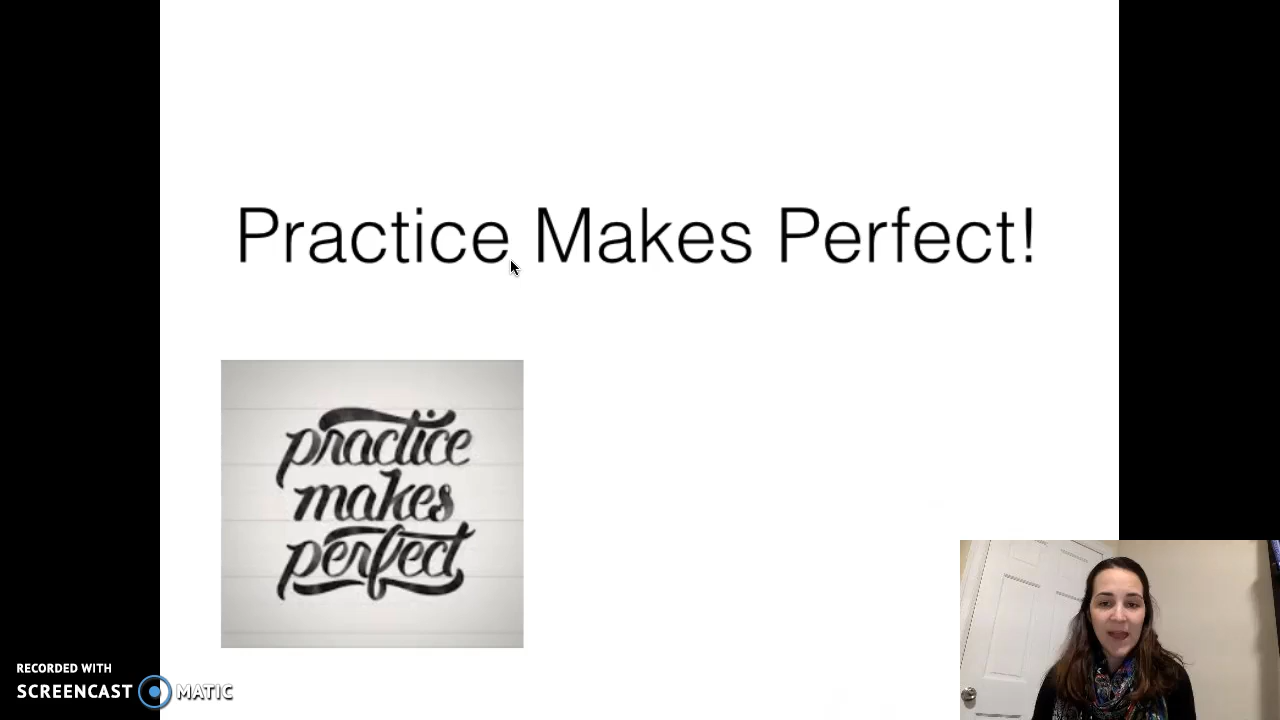 Practice Makes Perfect!
practice
makes
perfect
RECORDED WITH
SCREENCAST MATIC